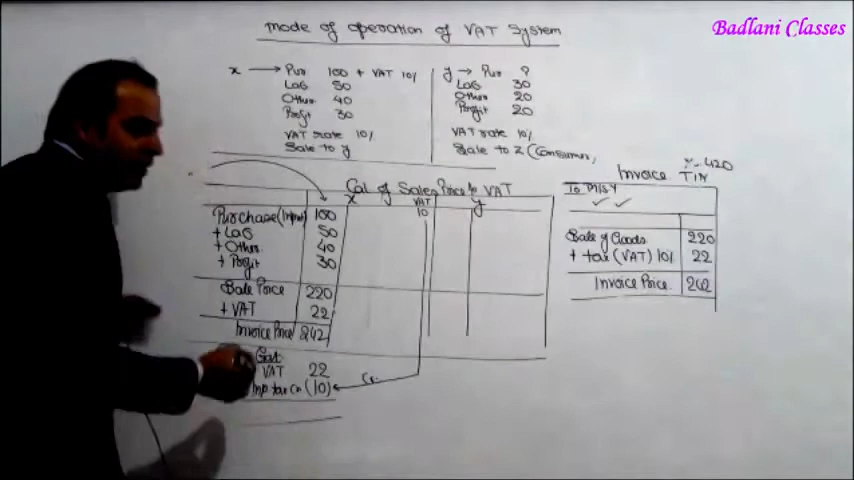 Badlani Classes
mode of operation of VAT System
x → Pur 100 + VAT 10%
Lab 50
Other 40
Profit 30
VAT rate 10%
Sale to y
y → Pur ?
Lab 30
Other 20
Profit 20
VAT rate 10%
Sale to Z (Consumer)
Cal of Sales Price & VAT
x VAT y
Purchase (Input) 100 10
+ Lab 50
+ Other 40
+ Profit 30
Sale Price 220
+ VAT 22
Invoice Price 242
VAT 22
Inp tax Cr (10)
Cr
Invoice
TIN
To M/s Y
Sale of Goods 220
+ tax (VAT) 10% 22
Invoice Price 242